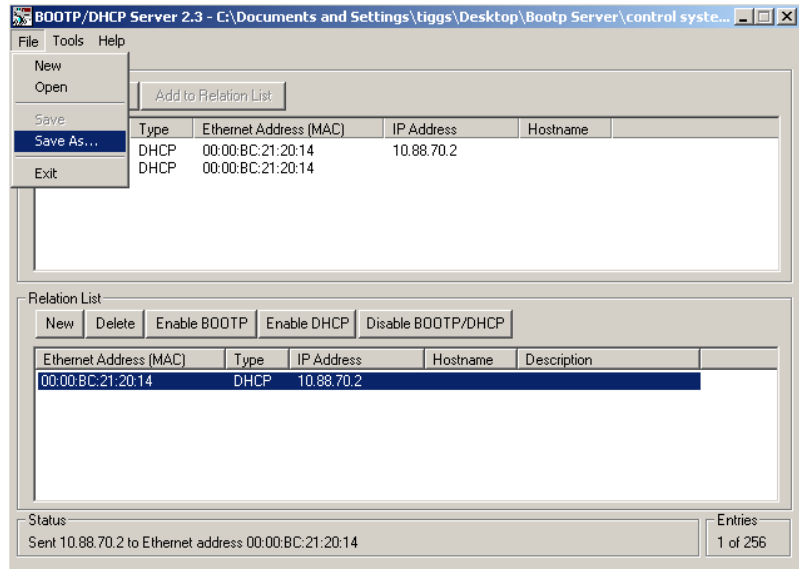 BOOTP/DHCP Server 2.3 - C:\Documents and Settings\tiggs\Desktop\Bootp Server\control syste...
File Tools Help
New
Open
Save
Save As...
Exit
Add to Relation List
Type Ethernet Address (MAC) IP Address Hostname
DHCP 00:00:BC:21:20:14 10.88.70.2
DHCP 00:00:BC:21:20:14
Relation List
New Delete Enable BOOTP Enable DHCP Disable BOOTP/DHCP
Ethernet Address (MAC) Type IP Address Hostname Description
00:00:BC:21:20:14 DHCP 10.88.70.2
Status
Sent 10.88.70.2 to Ethernet address 00:00:BC:21:20:14
Entries
1 of 256